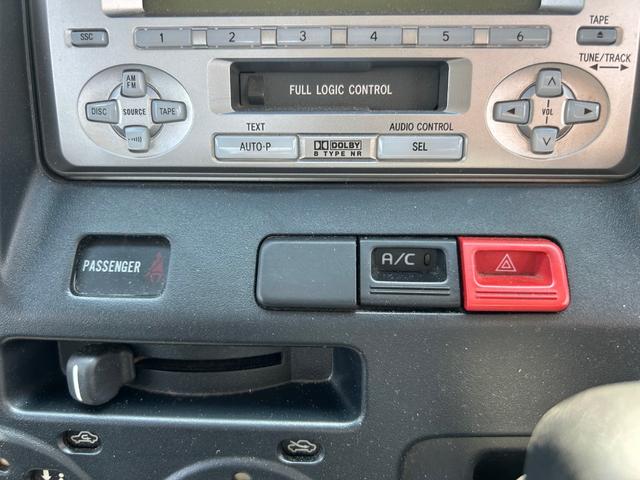 TAPE
SSC 1 2 3 4 5 6
TUNE/TRACK
AM
FM
DISC SOURCE TAPE
FULL LOGIC CONTROL
VOL
TEXT AUDIO CONTROL
AUTO·P DOLBY SEL
B TYPE NR
PASSENGER A/C